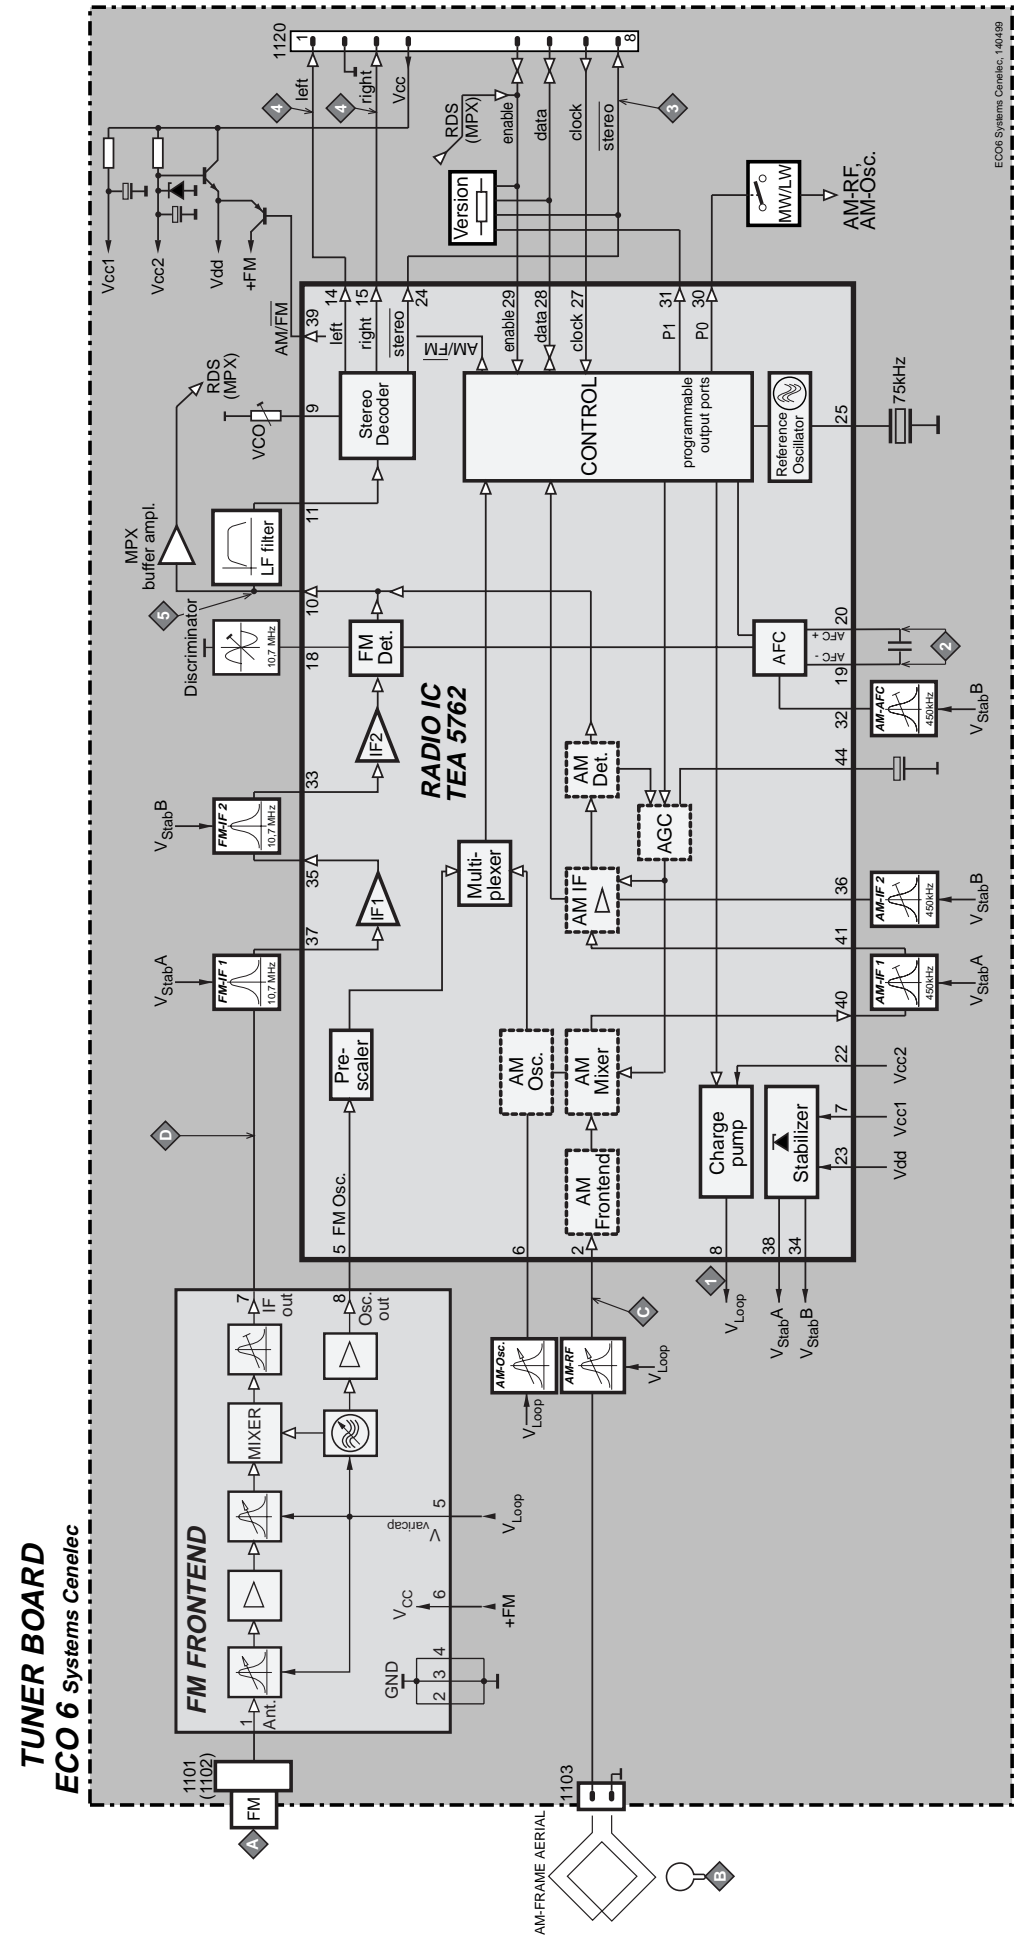 TUNER BOARD
ECO 6 Systems Cenelec
FM FRONTEND
A
FM
1101
(1102)
1
Ant.
MIXER
7
IF
out
8
Osc.
out
GND
2
3
4
VCC
6
+FM
Vvaricap
5
VLoop
AM-FRAME AERIAL
B
1103
C
AM-Osc.
VLoop
AM-RF
VLoop
D
VStabA
FM-IF 1
10,7 MHz
37
IF1
35
VStabB
FM-IF 2
10,7 MHz
33
IF2
Discriminator
10,7 MHz
18
FM
Det.
5
10
MPX
buffer ampl.
LF filter
11
RDS
(MPX)
VCO
9
Stereo
Decoder
AM/FM
39
left
14
right
15
stereo
24
Vcc1
Vcc2
Vdd
+FM
RADIO IC
TEA 5762
5
FM Osc.
Pre-
scaler
Multi-
plexer
6
AM
Osc.
2
AM
Frontend
AM
Mixer
AM IF
AM
Det.
AGC
CONTROL
programmable
output ports
AM/FM
enable
29
data
28
clock
27
P1
31
P0
30
Reference
Oscillator
25
75kHz
AFC
AFC +
20
AFC -
19
2
32
AM-AFC
450kHz
VStabB
44
36
AM-IF 2
450kHz
VStabB
41
40
AM-IF 1
450kHz
VStabA
Charge
pump
8
1
VLoop
22
Vcc2
Stabilizer
38
VStabA
34
VStabB
23
Vdd
7
Vcc1
Version
RDS
(MPX)
MW/LW
AM-RF,
AM-Osc.
1120
1
8
left
4
right
4
Vcc
enable
data
clock
stereo
3
ECO6 Systems Cenelec, 140499